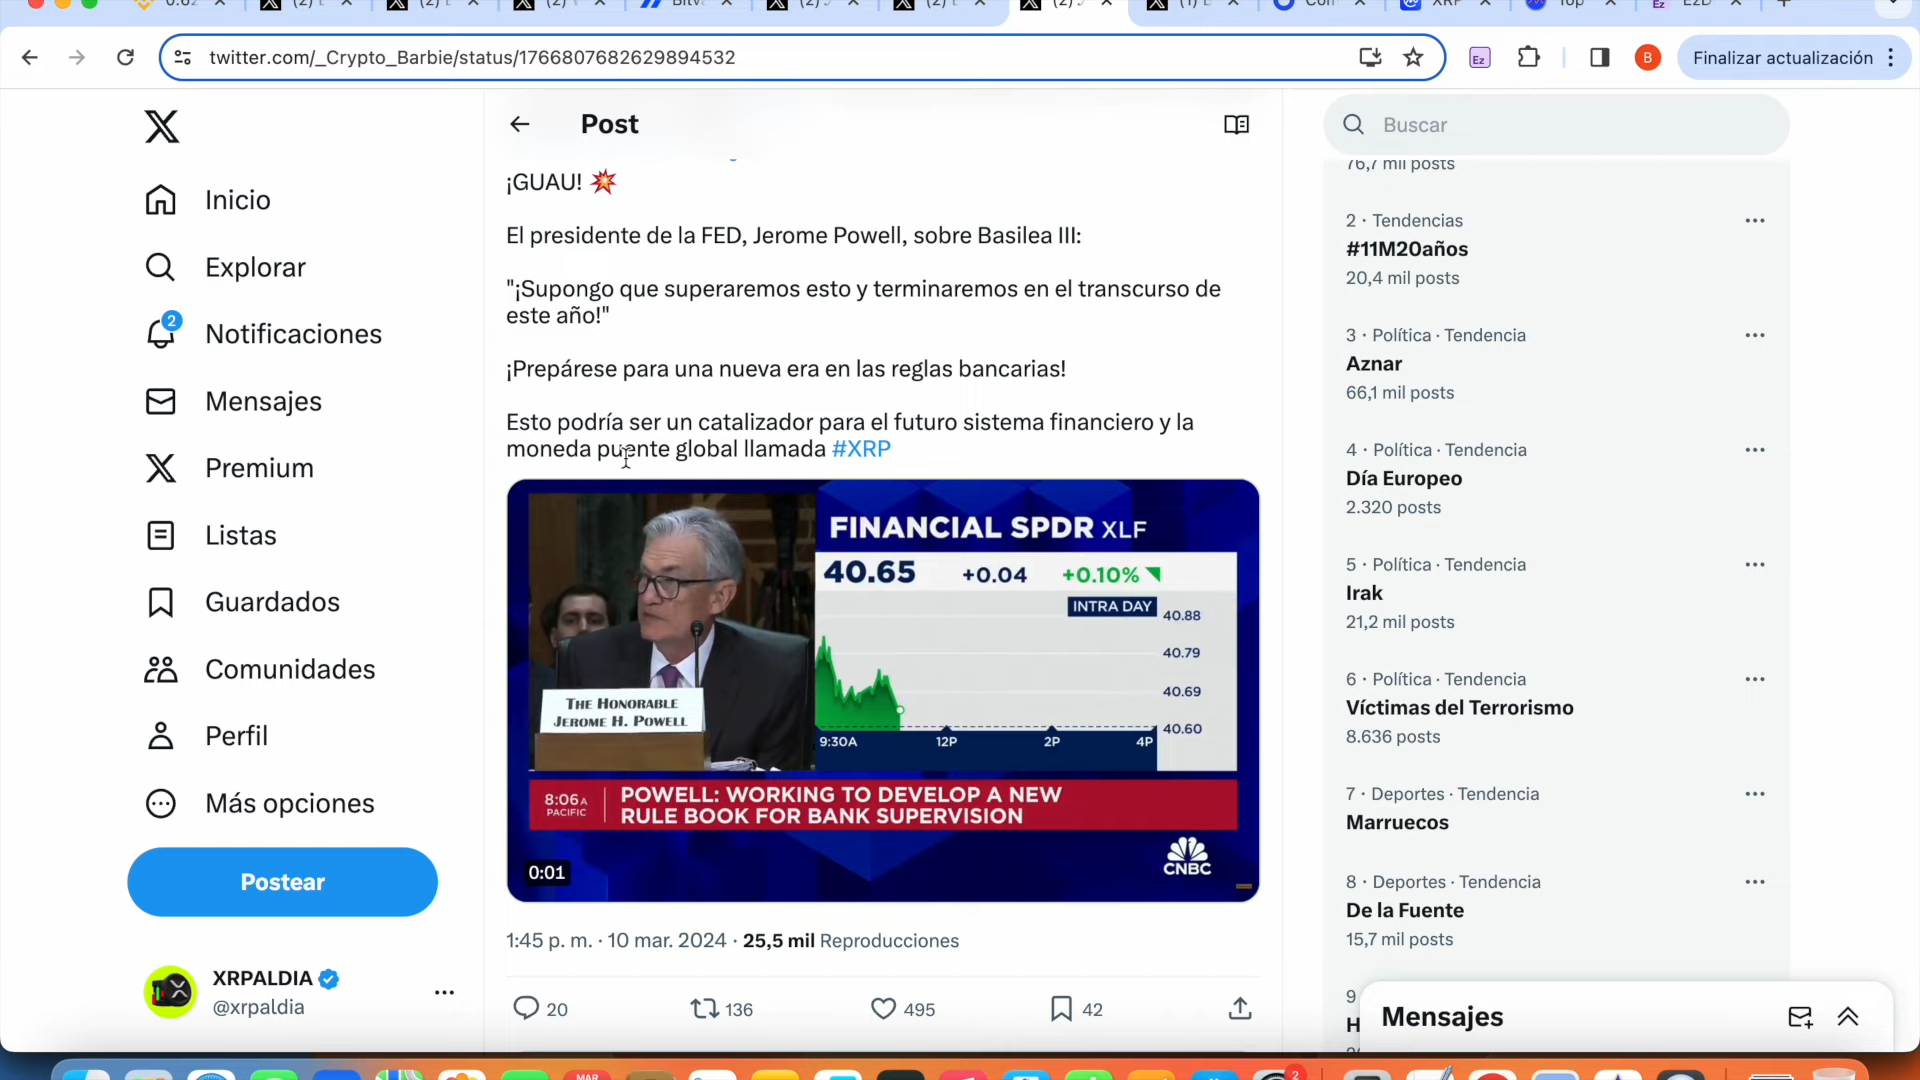 twitter.com/_Crypto_Barbie/status/1766807682629894532
Ez
B
Finalizar actualización
Post
Buscar
Inicio
Explorar
2
Notificaciones
Mensajes
Premium
Listas
Guardados
Comunidades
Perfil
Más opciones
Postear
XRPALDIA
@xrpaldia
¡GUAU! 💥
El presidente de la FED, Jerome Powell, sobre Basilea III:
"¡Supongo que superaremos esto y terminaremos en el transcurso de
este año!"
¡Prepárese para una nueva era en las reglas bancarias!
Esto podría ser un catalizador para el futuro sistema financiero y la
moneda puente global llamada #XRP
FINANCIAL SPDR XLF
40.65 +0.04 +0.10%
INTRA DAY
40.88
40.79
40.69
40.60
9:30A 12P 2P 4P
THE HONORABLE
JEROME H. POWELL
8:06A
PACIFIC
POWELL: WORKING TO DEVELOP A NEW
RULE BOOK FOR BANK SUPERVISION
CNBC
0:01
1:45 p. m. · 10 mar. 2024 · 25,5 mil Reproducciones
20 136 495 42
76,7 mil posts
2 · Tendencias
#11M20años
20,4 mil posts
3 · Política · Tendencia
Aznar
66,1 mil posts
4 · Política · Tendencia
Día Europeo
2.320 posts
5 · Política · Tendencia
Irak
21,2 mil posts
6 · Política · Tendencia
Víctimas del Terrorismo
8.636 posts
7 · Deportes · Tendencia
Marruecos
8 · Deportes · Tendencia
De la Fuente
15,7 mil posts
9
Mensajes
MAR
2